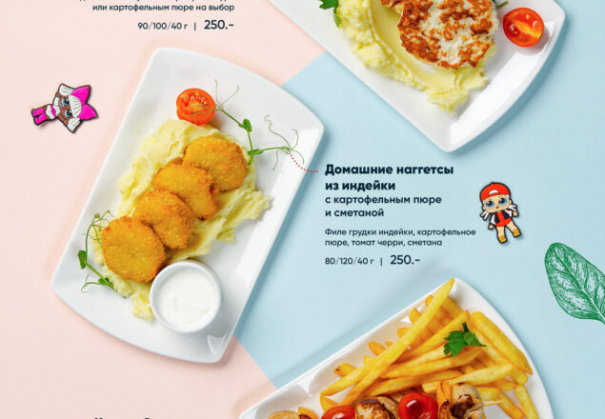 или картофельным пюре на выбор
90/100/40 г | 250.-
Домашние наггетсы
из индейки
с картофельным пюре
и сметаной
Филе грудки индейки, картофельное
пюре, томат черри, сметана
80/120/40 г | 250.-